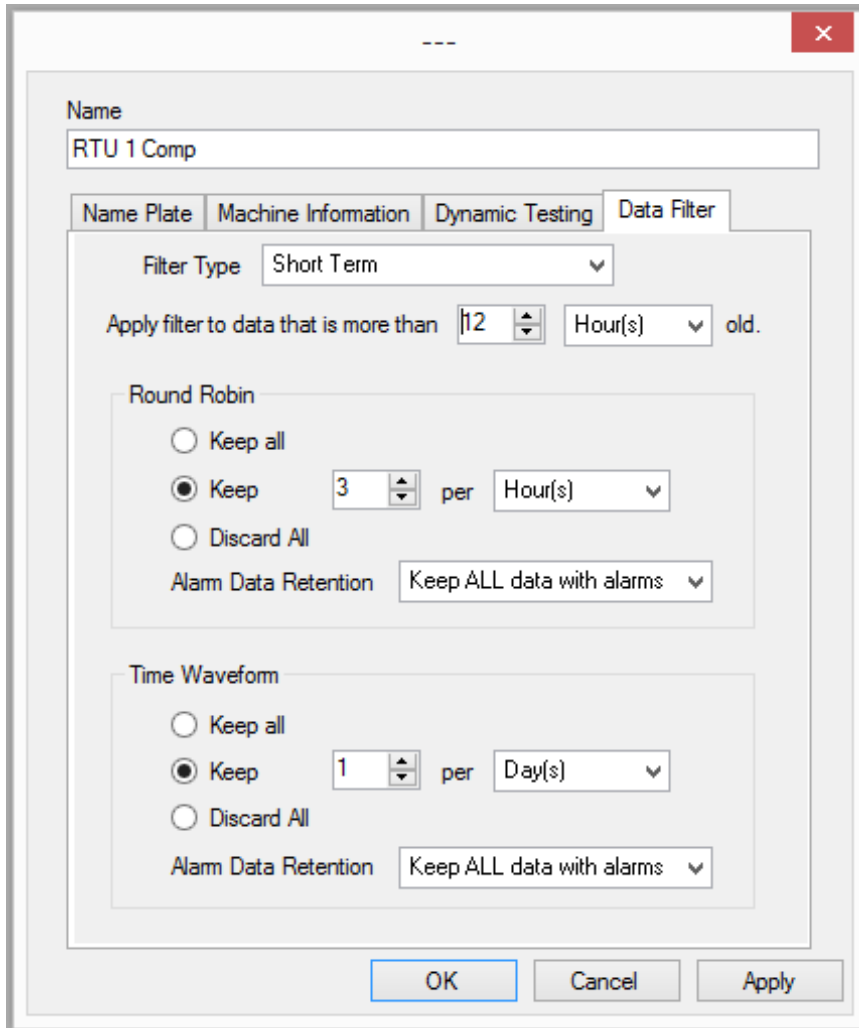 ---
Name
RTU 1 Comp
Name Plate Machine Information Dynamic Testing Data Filter
Filter Type Short Term
Apply filter to data that is more than 12 Hour(s) old.
Round Robin
Keep all
Keep 3 per Hour(s)
Discard All
Alarm Data Retention Keep ALL data with alarms
Time Waveform
Keep all
Keep 1 per Day(s)
Discard All
Alarm Data Retention Keep ALL data with alarms
OK Cancel Apply